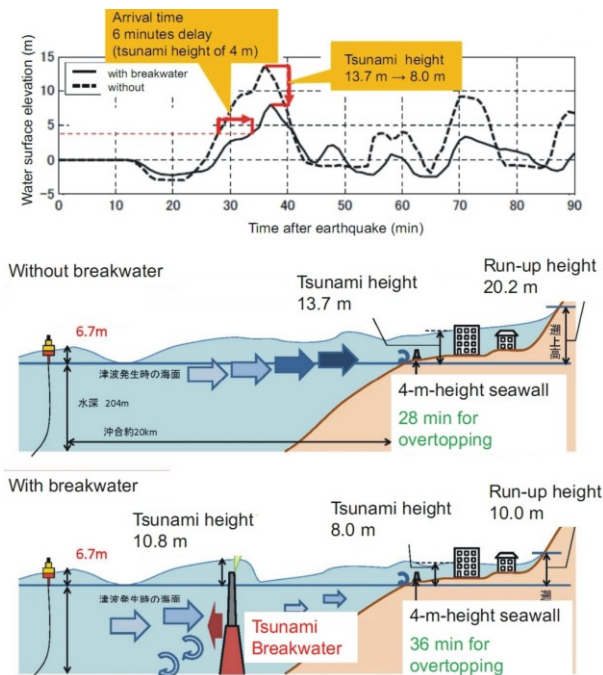 Arrival time
6 minutes delay
(tsunami height of 4 m)
Tsunami height
13.7 m → 8.0 m
with breakwater
without
Water surface elevation (m)
15
10
5
0
-5
0 10 20 30 40 50 60 70 80 90
Time after earthquake (min)
Without breakwater
Tsunami height
13.7 m
Run-up height
20.2 m
6.7m
津波発生時の海面
水深 204m
沖合約20km
遡上高
4-m-height seawall
28 min for
overtopping
With breakwater
Tsunami height
10.8 m
Tsunami height
8.0 m
Run-up height
10.0 m
6.7m
津波発生時の海面
Tsunami
Breakwater
4-m-height seawall
36 min for
overtopping